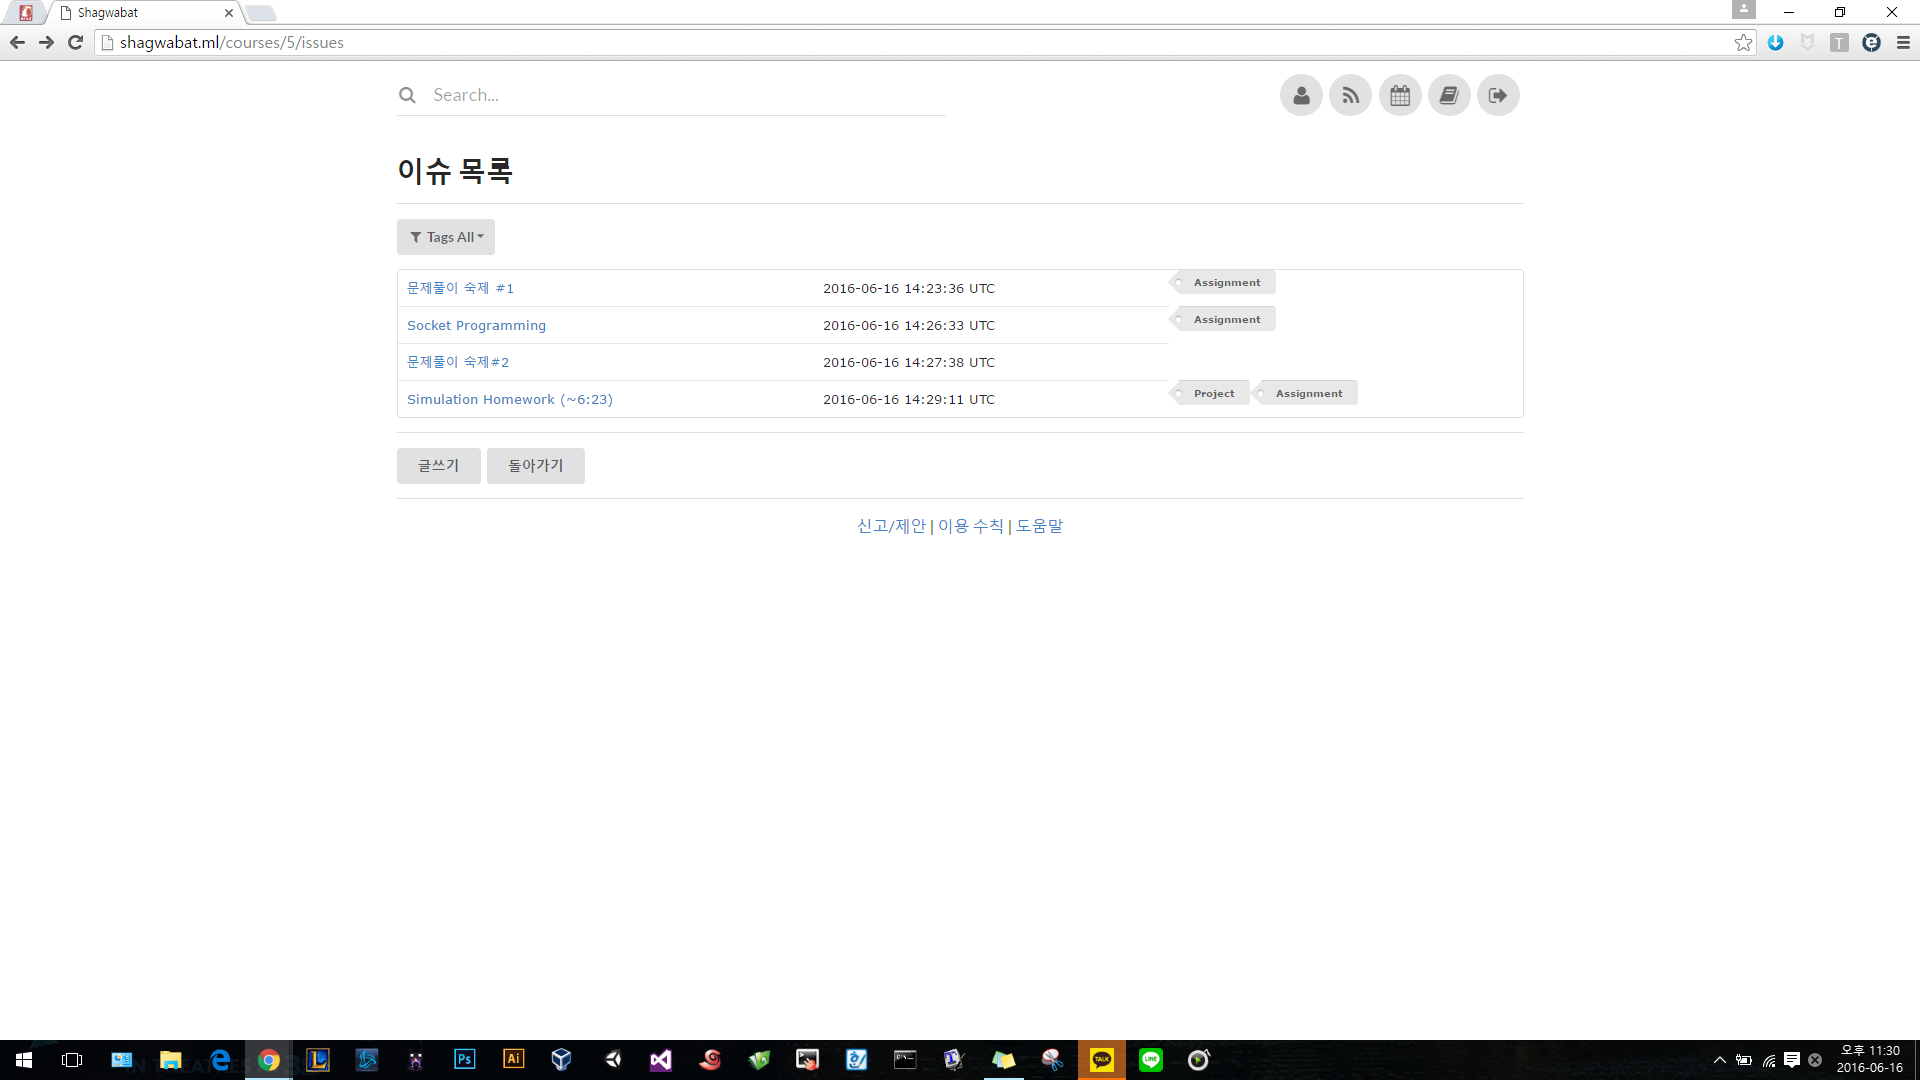 Shagwabat
shagwabat.ml/courses/5/issues
T
Search...
이슈 목록
Tags All
문제풀이 숙제 #1 2016-06-16 14:23:36 UTC Assignment
Socket Programming 2016-06-16 14:26:33 UTC Assignment
문제풀이 숙제#2 2016-06-16 14:27:38 UTC
Simulation Homework (~6:23) 2016-06-16 14:29:11 UTC Project Assignment
글쓰기 돌아가기
신고/제안 | 이용 수칙 | 도움말
Ps Ai TALK LINE
오후 11:30
2016-06-16